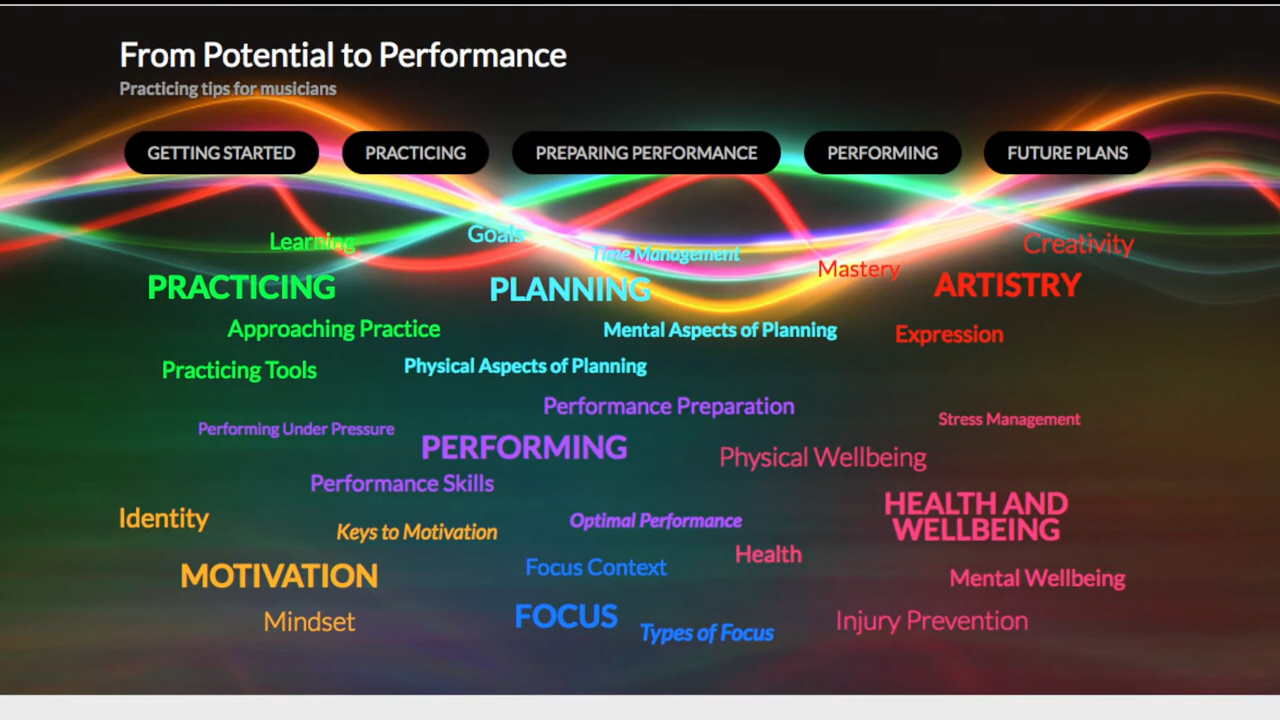 From Potential to Performance
Practicing tips for musicians
GETTING STARTED
PRACTICING
PREPARING PERFORMANCE
PERFORMING
FUTURE PLANS
Learning
Goals
Time Management
Creativity
Mastery
PRACTICING
PLANNING
ARTISTRY
Approaching Practice
Mental Aspects of Planning
Expression
Practicing Tools
Physical Aspects of Planning
Performance Preparation
Stress Management
Performing Under Pressure
PERFORMING
Physical Wellbeing
Performance Skills
HEALTH AND
WELLBEING
Identity
Keys to Motivation
Optimal Performance
Health
Focus Context
MOTIVATION
Mental Wellbeing
FOCUS
Mindset
Types of Focus
Injury Prevention